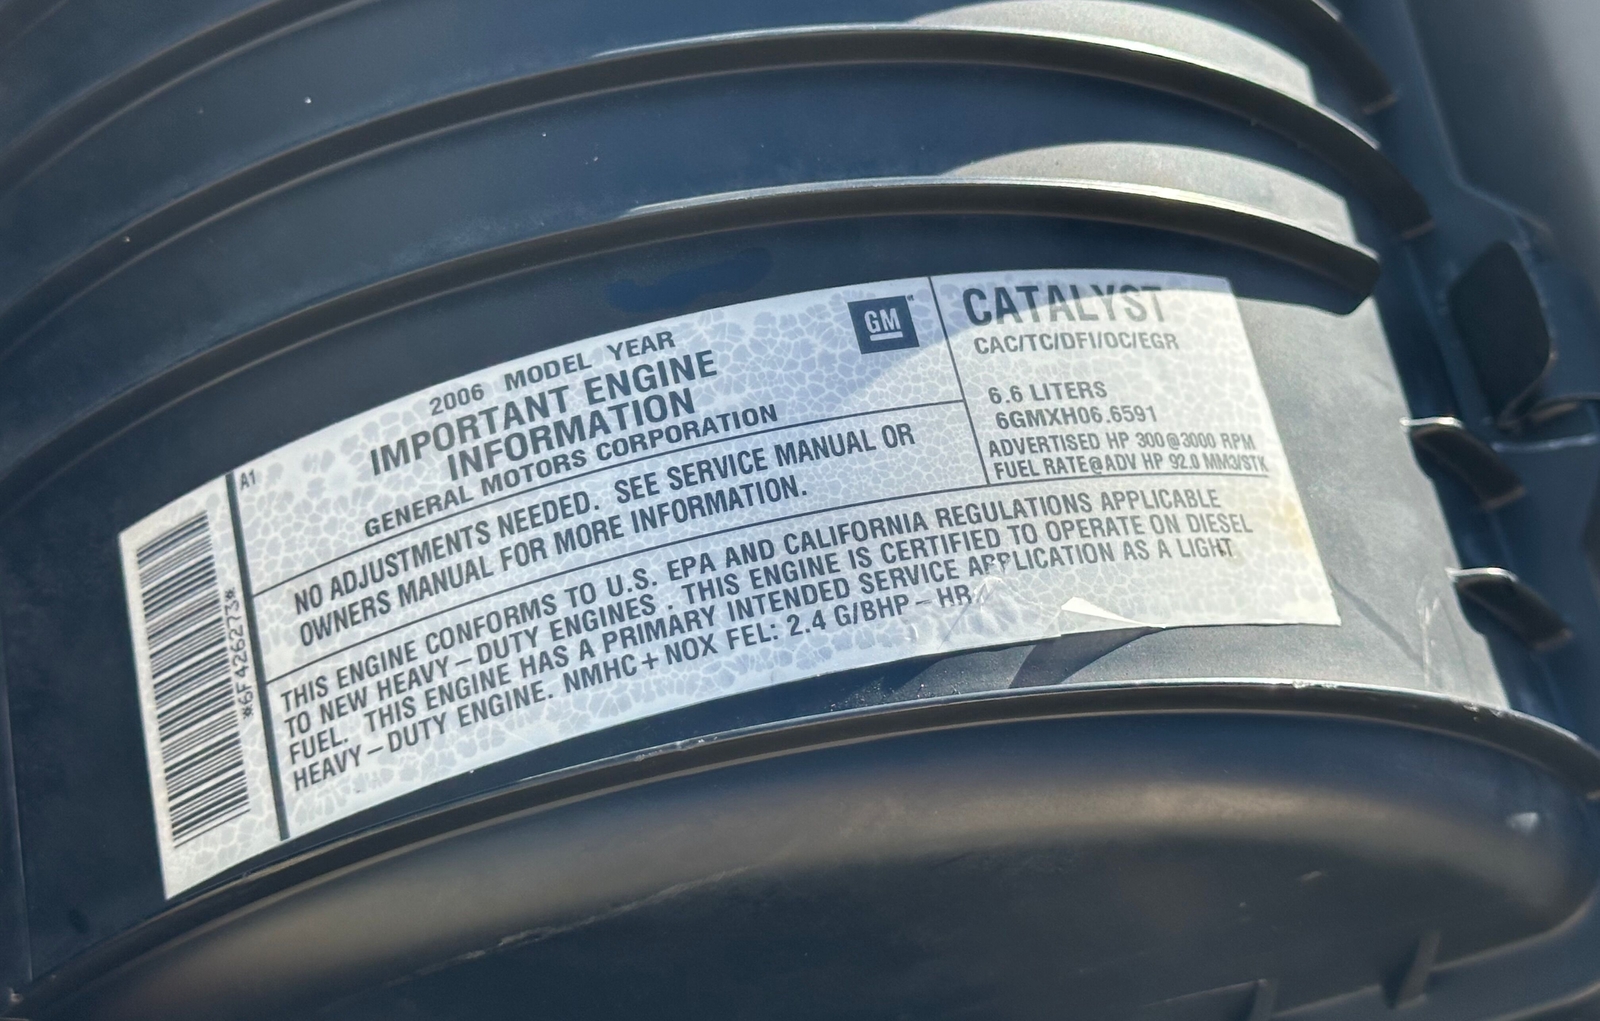 2006 MODEL YEAR
IMPORTANT ENGINE
INFORMATION
GENERAL MOTORS CORPORATION
GM
CATALYST
CAC/TC/DFI/OC/EGR
6.6 LITERS
6GMXH06.6591
ADVERTISED HP 300@3000 RPM
FUEL RATE@ADV HP 92.0 MM3/STK
A1
*6F426273*
NO ADJUSTMENTS NEEDED. SEE SERVICE MANUAL OR
OWNERS MANUAL FOR MORE INFORMATION.
THIS ENGINE CONFORMS TO U.S. EPA AND CALIFORNIA REGULATIONS APPLICABLE
TO NEW HEAVY-DUTY ENGINES . THIS ENGINE IS CERTIFIED TO OPERATE ON DIESEL
FUEL. THIS ENGINE HAS A PRIMARY INTENDED SERVICE APPLICATION AS A LIGHT
HEAVY-DUTY ENGINE. NMHC+NOX FEL: 2.4 G/BHP-HR.